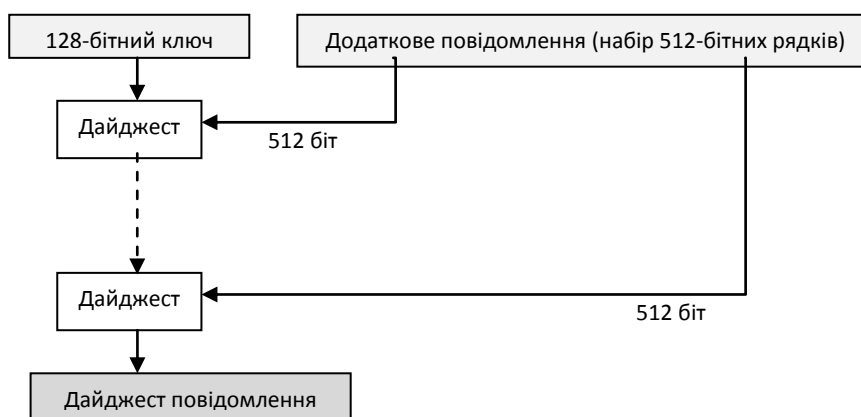 128-бітний ключ
Додаткове повідомлення (набір 512-бітних рядків)
Дайджест
512 біт
Дайджест
512 біт
Дайджест повідомлення